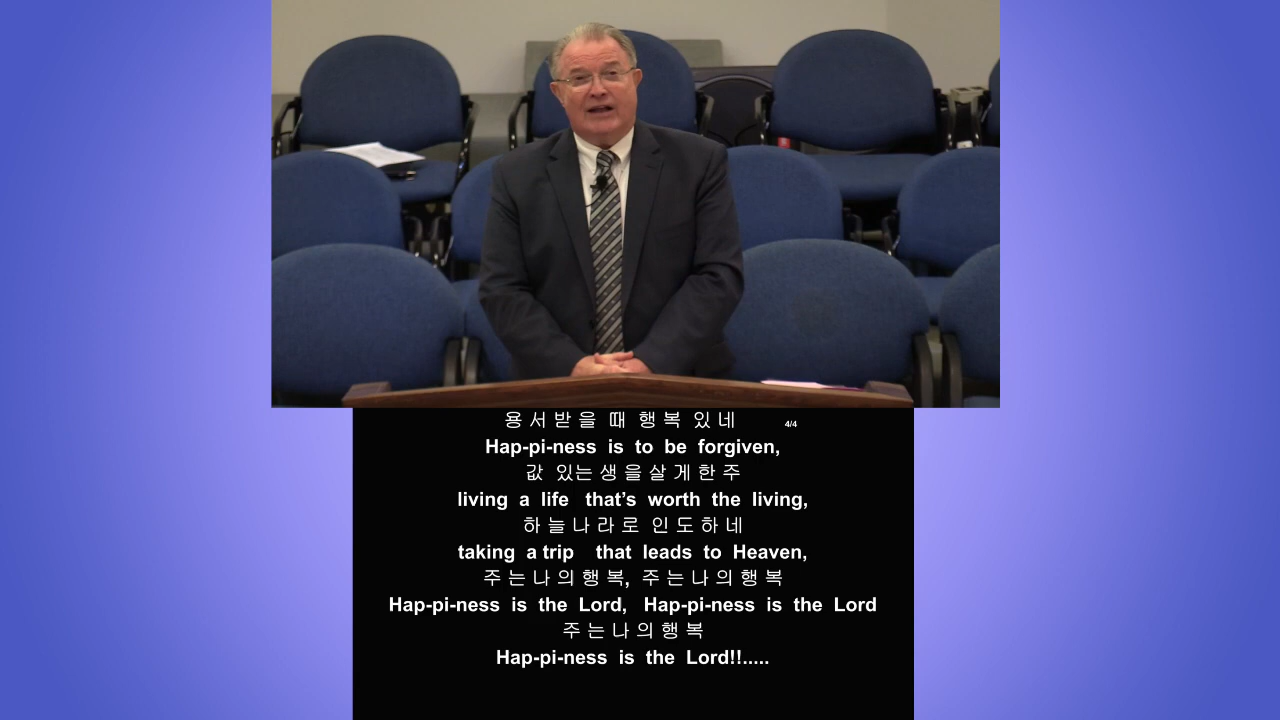 용서받을 때 행복 있네 4/4
Hap-pi-ness is to be forgiven,
값 있는 생을 살게한 주
living a life that’s worth the living,
하늘나라로 인도하네
taking a trip that leads to Heaven,
주는나의행복, 주는나의행복
Hap-pi-ness is the Lord, Hap-pi-ness is the Lord
주는나의행복
Hap-pi-ness is the Lord!!.....